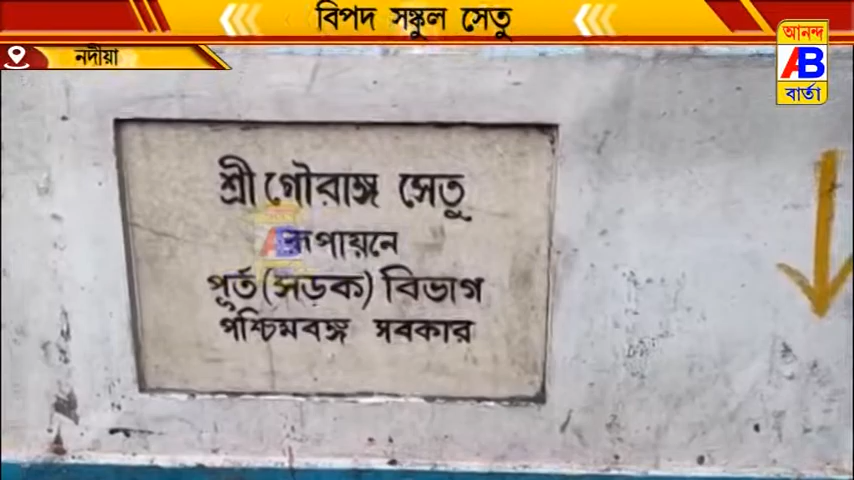 বিপদ সঙ্কুল সেতু
নদীয়া
আনন্দ
AB
বার্তা
শ্রী গৌরাঙ্গ সেতু
রূপায়নে
পূর্ত (সড়ক) বিভাগ
পশ্চিমবঙ্গ সরকার